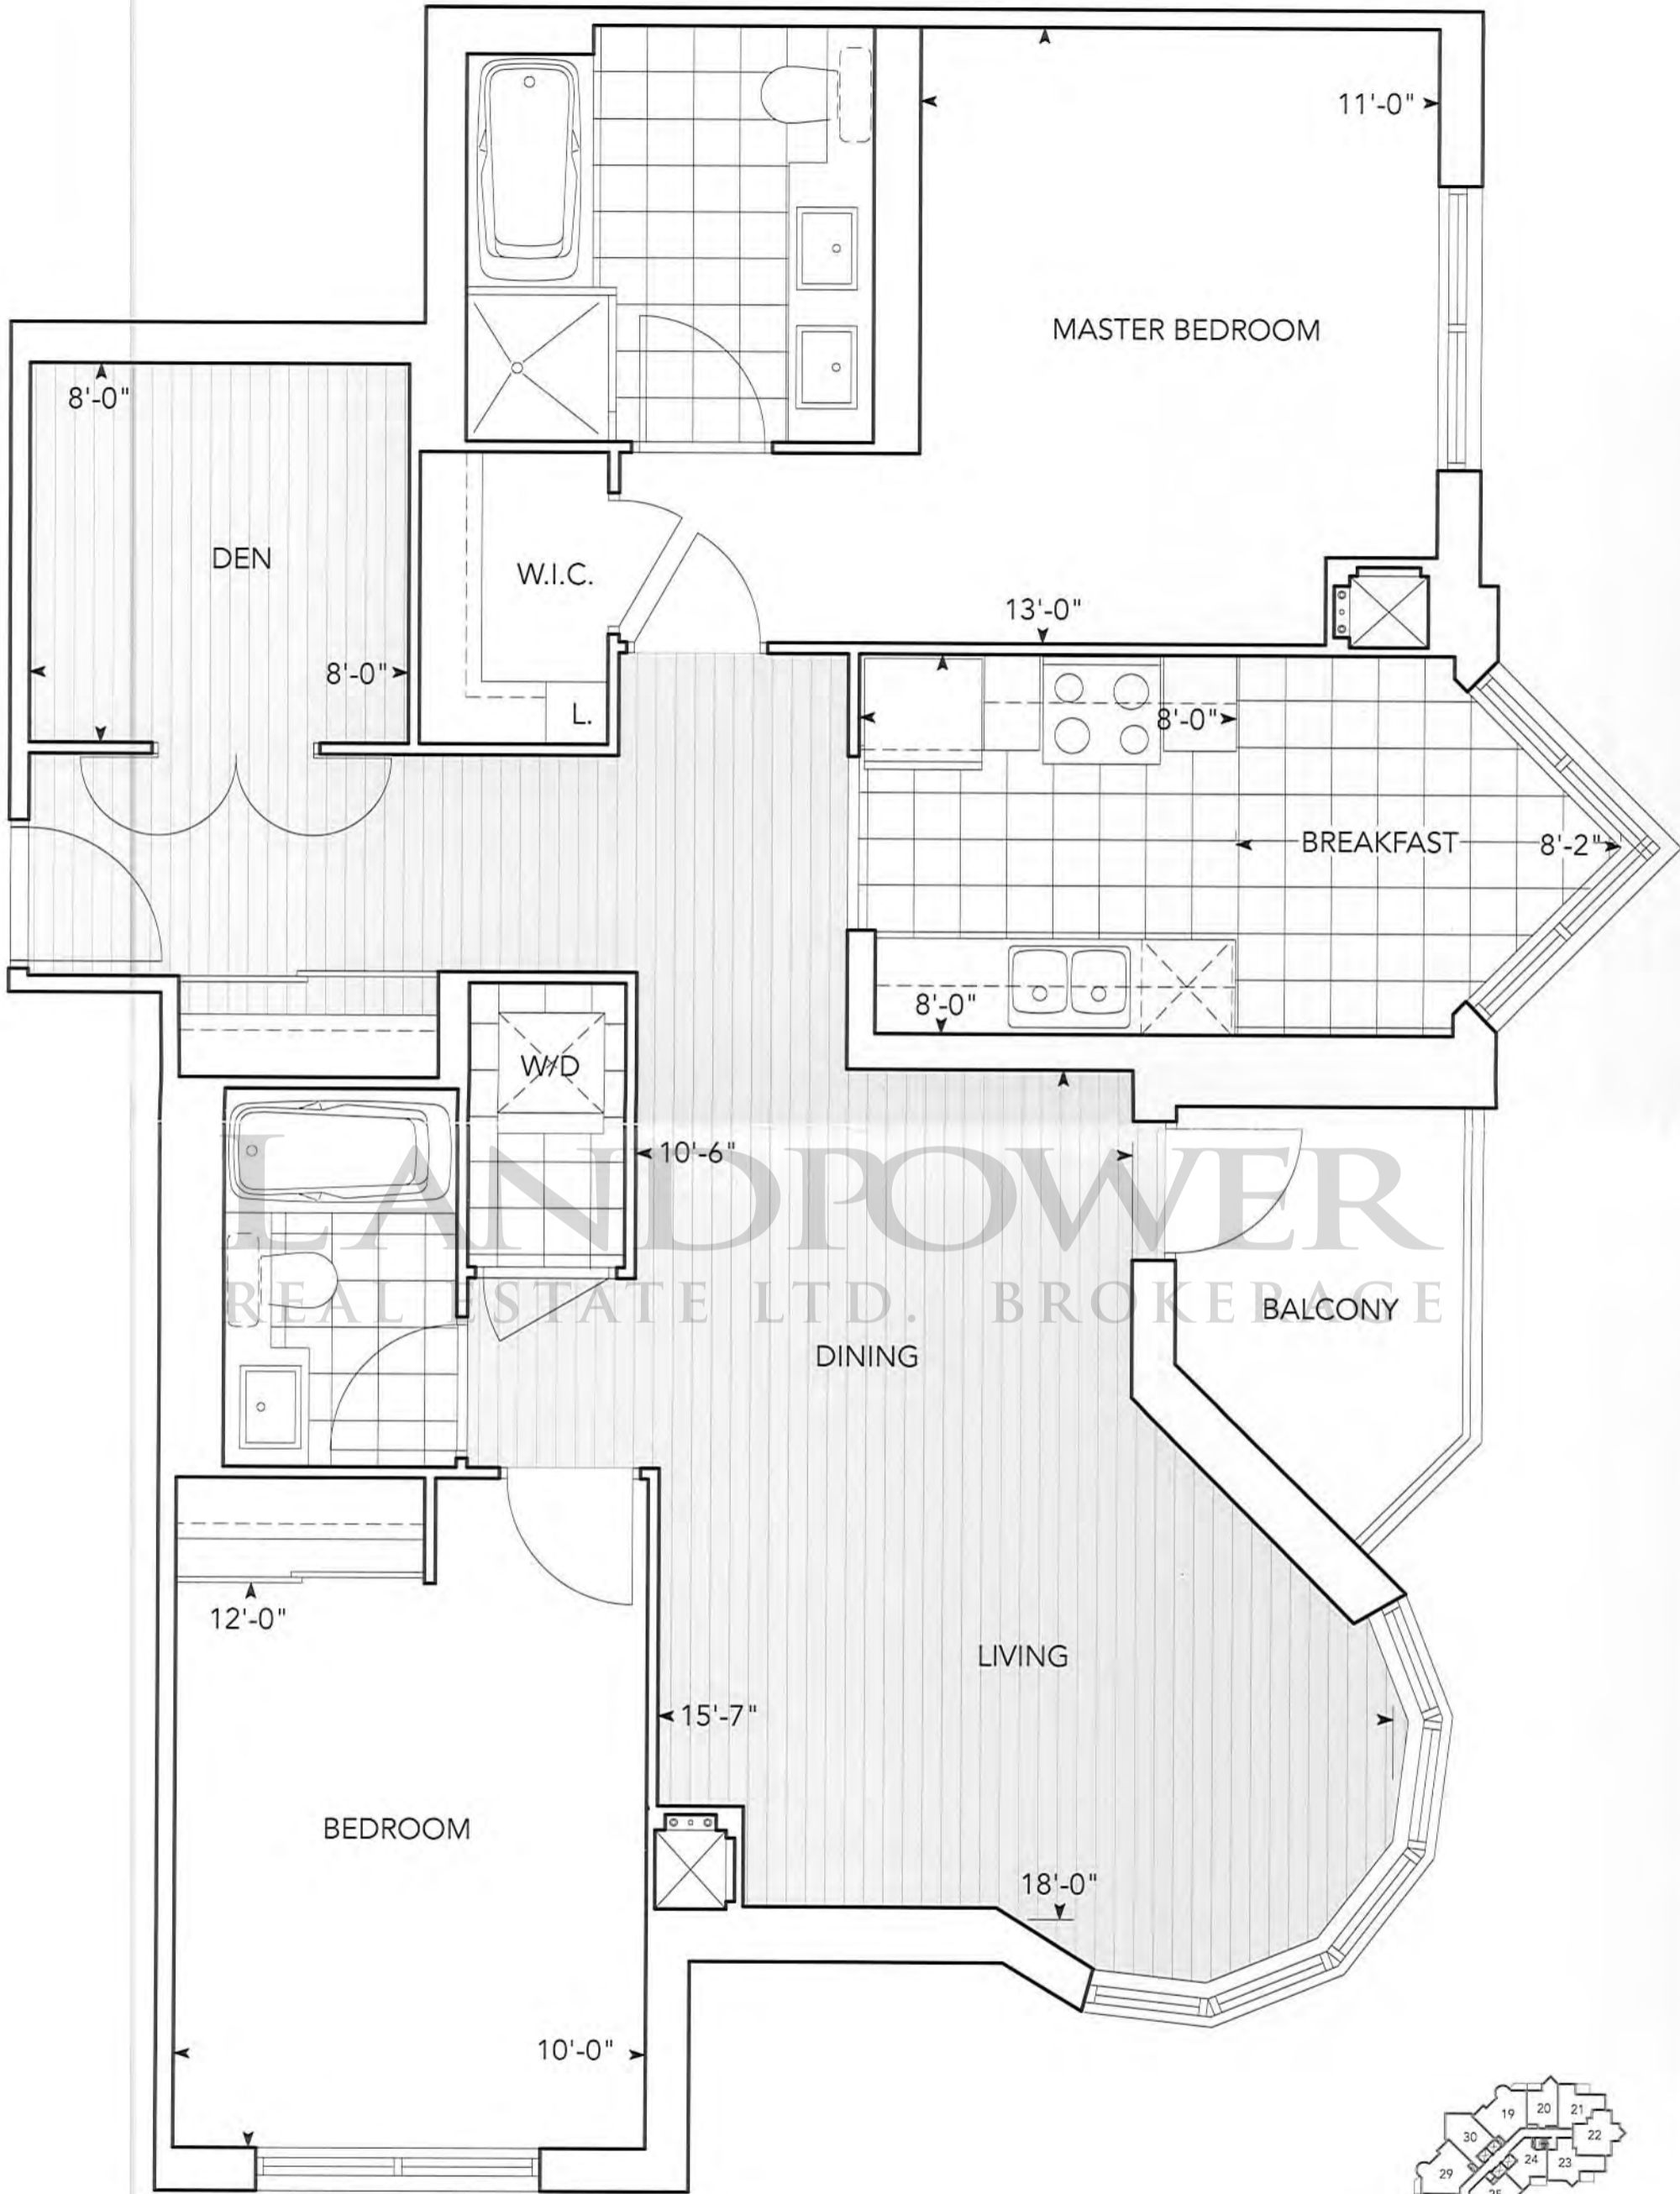 11'-0"
MASTER BEDROOM
8'-0"
DEN
W.I.C.
13'-0"
8'-0"
L.
8'-0"
BREAKFAST
8'-2"
8'-0"
W/D
10'-6"
LANDPOWER
REAL ESTATE LTD. BROKERAGE
BALCONY
DINING
12'-0"
LIVING
15'-7"
BEDROOM
18'-0"
10'-0"
19
20
21
30
22
29
24
23
25